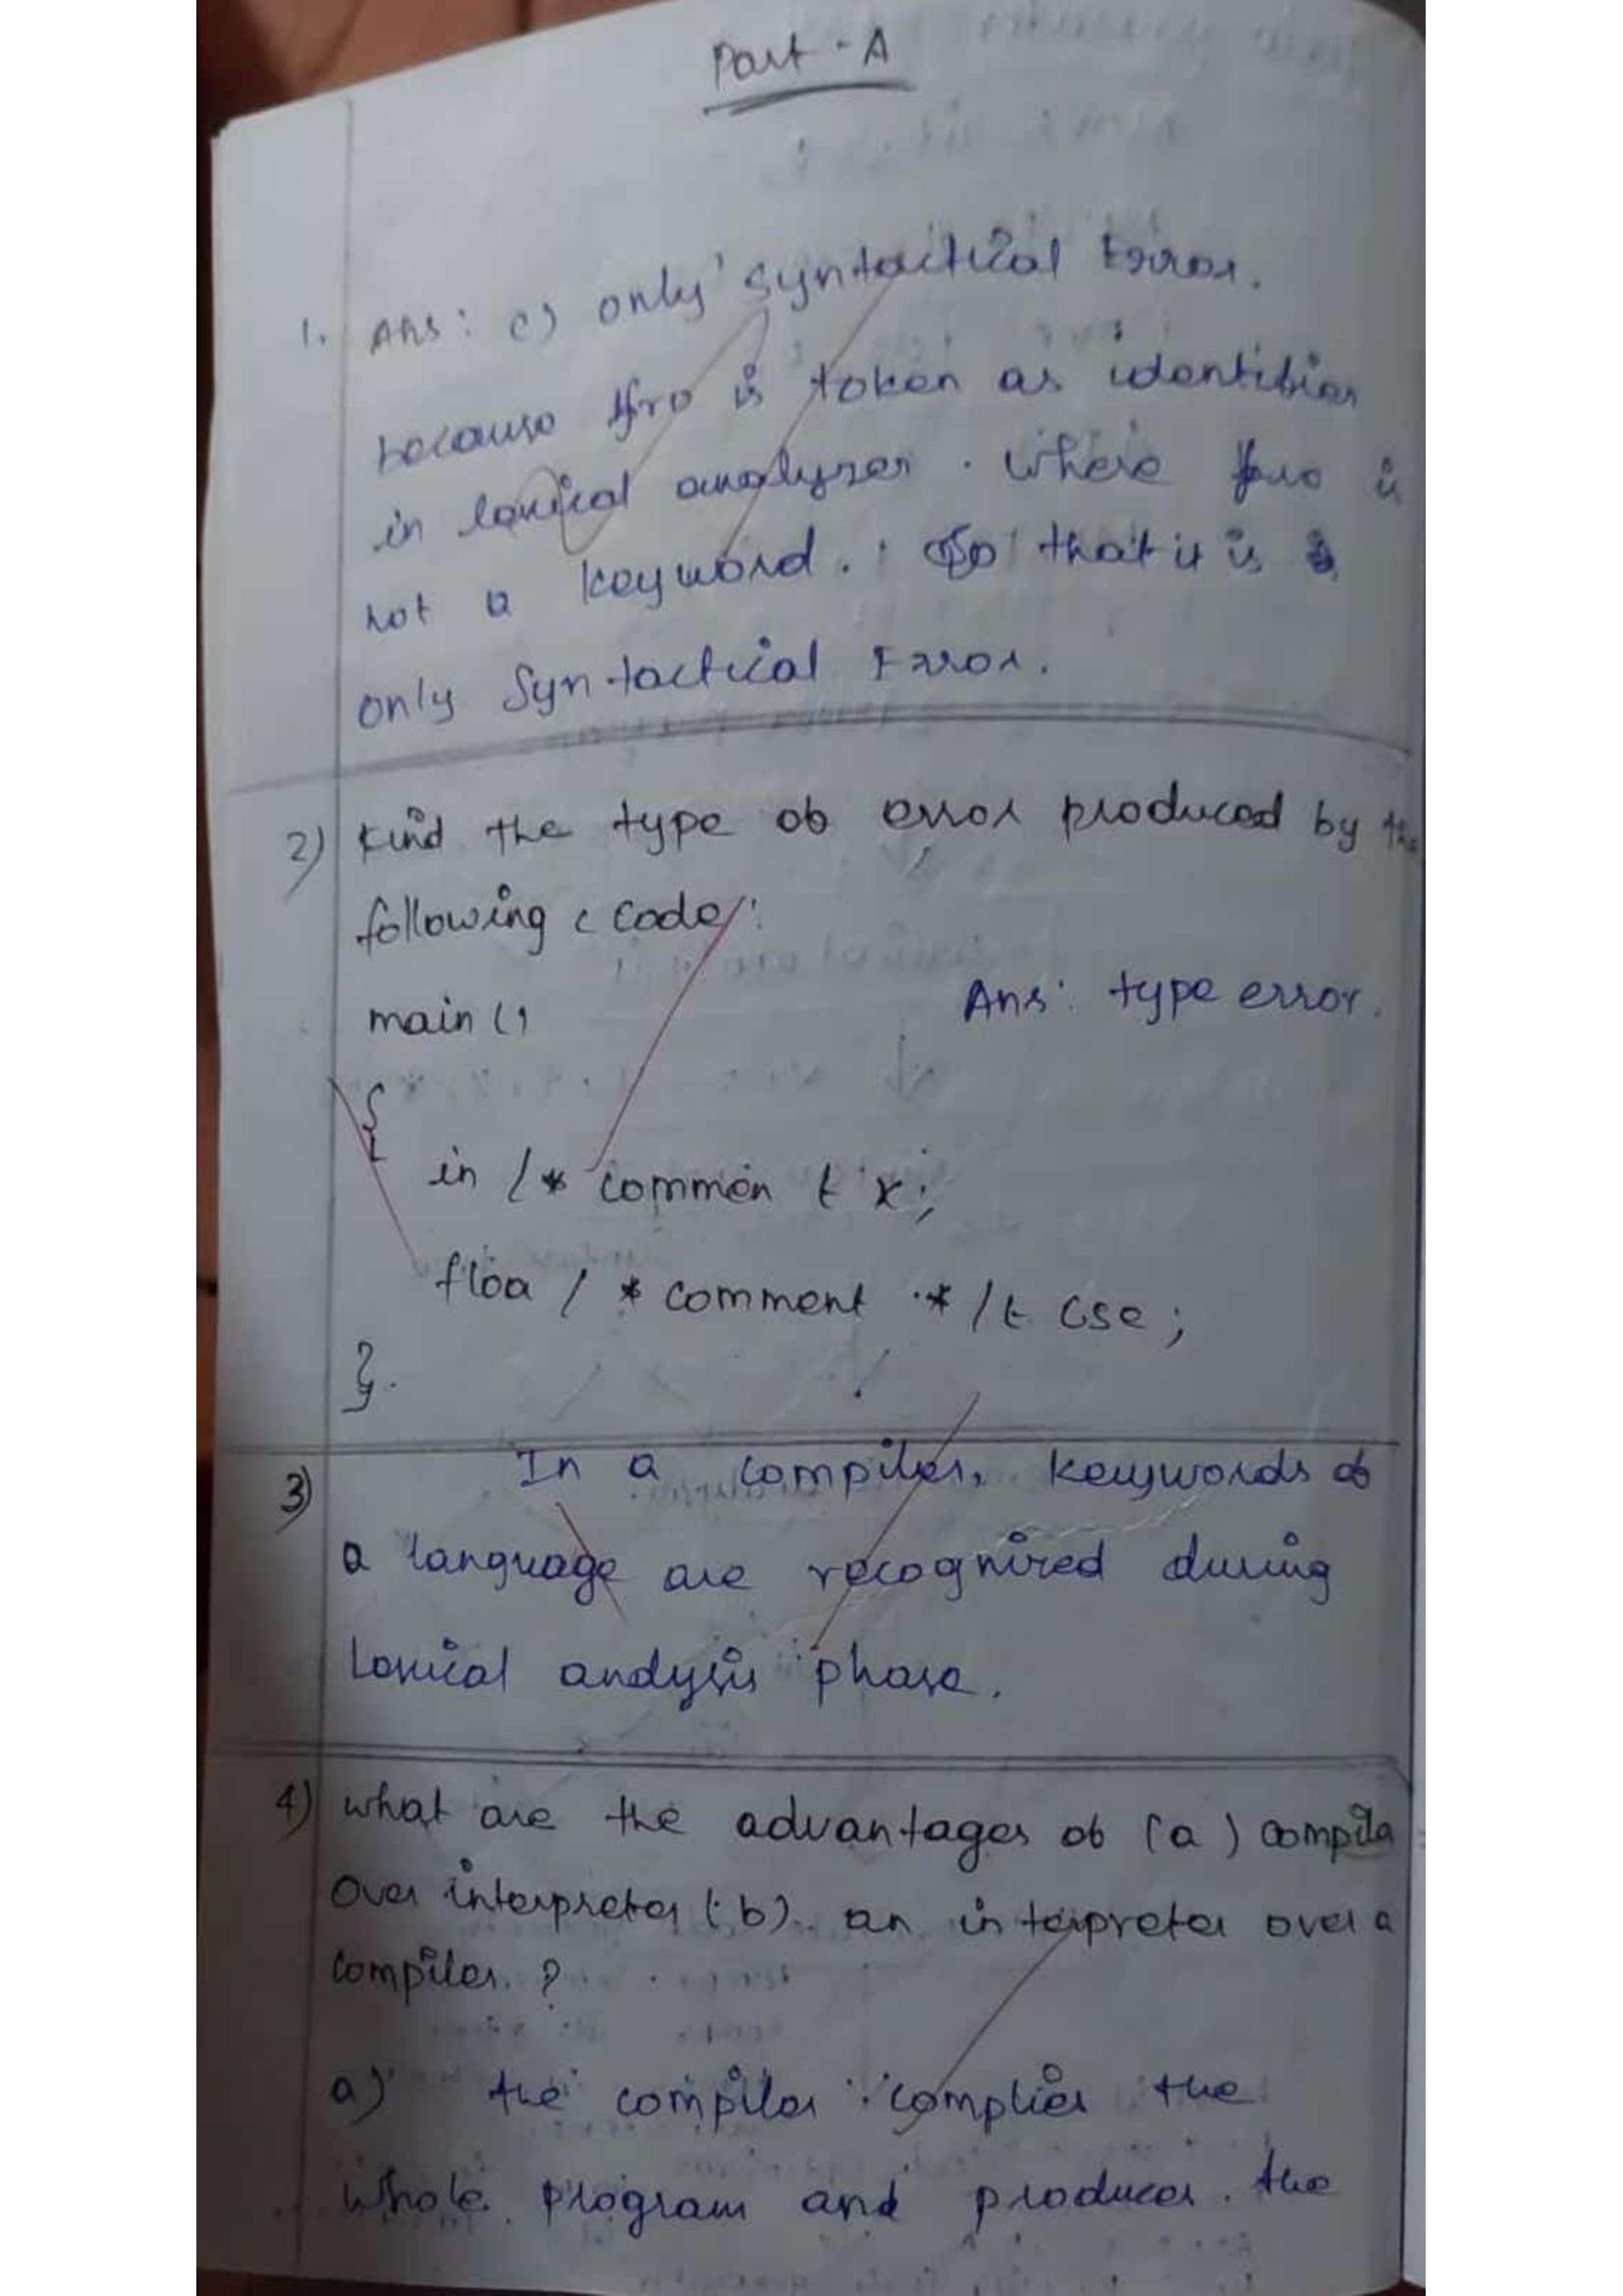 Part - A
1. Ans: c) only syntactical Error.
because fro is token as identifier
in lexical analyzer. Where fro is
not a keyword. So that it is
only Syntactical Error.
2) Find the type of error produced by the
following c code:
main ()
Ans: type error.
{
in /* common t x;
floa / * comment * /t cse;
}.
3) In a compiler, keywords of
a language are recognized during
Lexical analysis phase.
4) what are the advantages of (a) compiler
over interpreter (b) an interpreter over a
compiler. ?
a) the compiler complies the
whole program and produces the